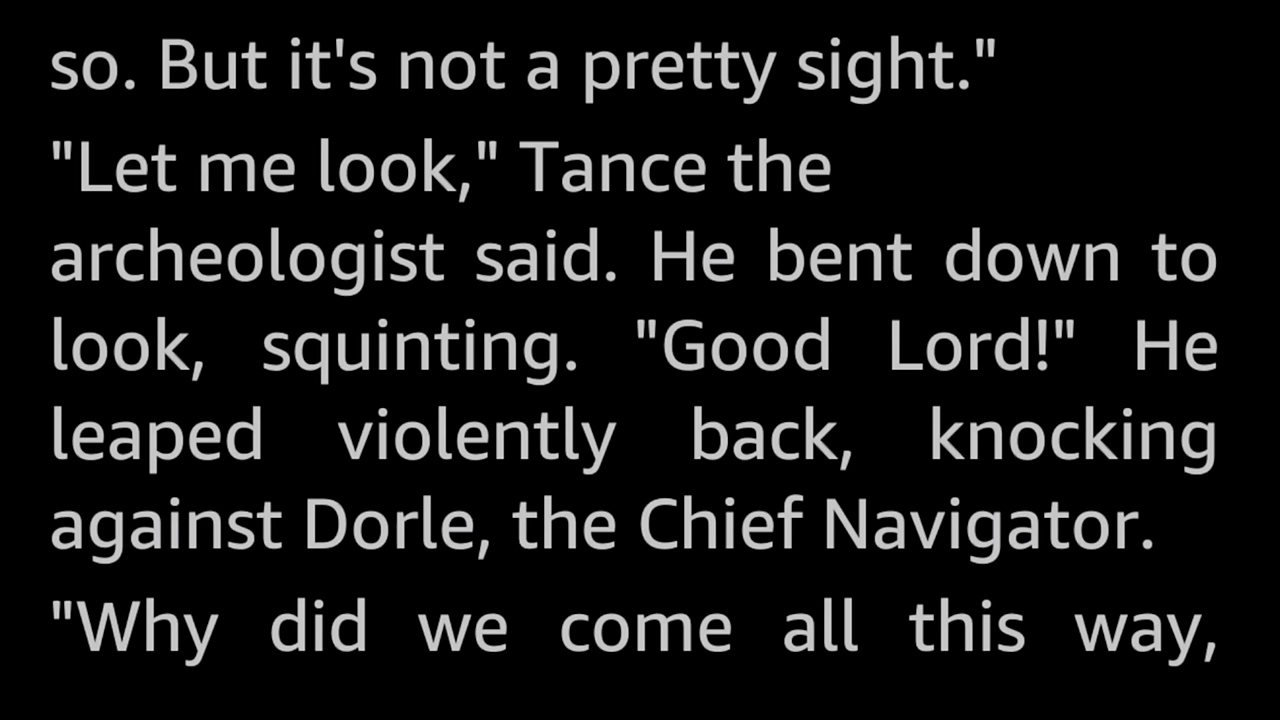 so. But it's not a pretty sight."
"Let me look," Tance the
archeologist said. He bent down to
look, squinting. "Good Lord!" He
leaped violently back, knocking
against Dorle, the Chief Navigator.
"Why did we come all this way,